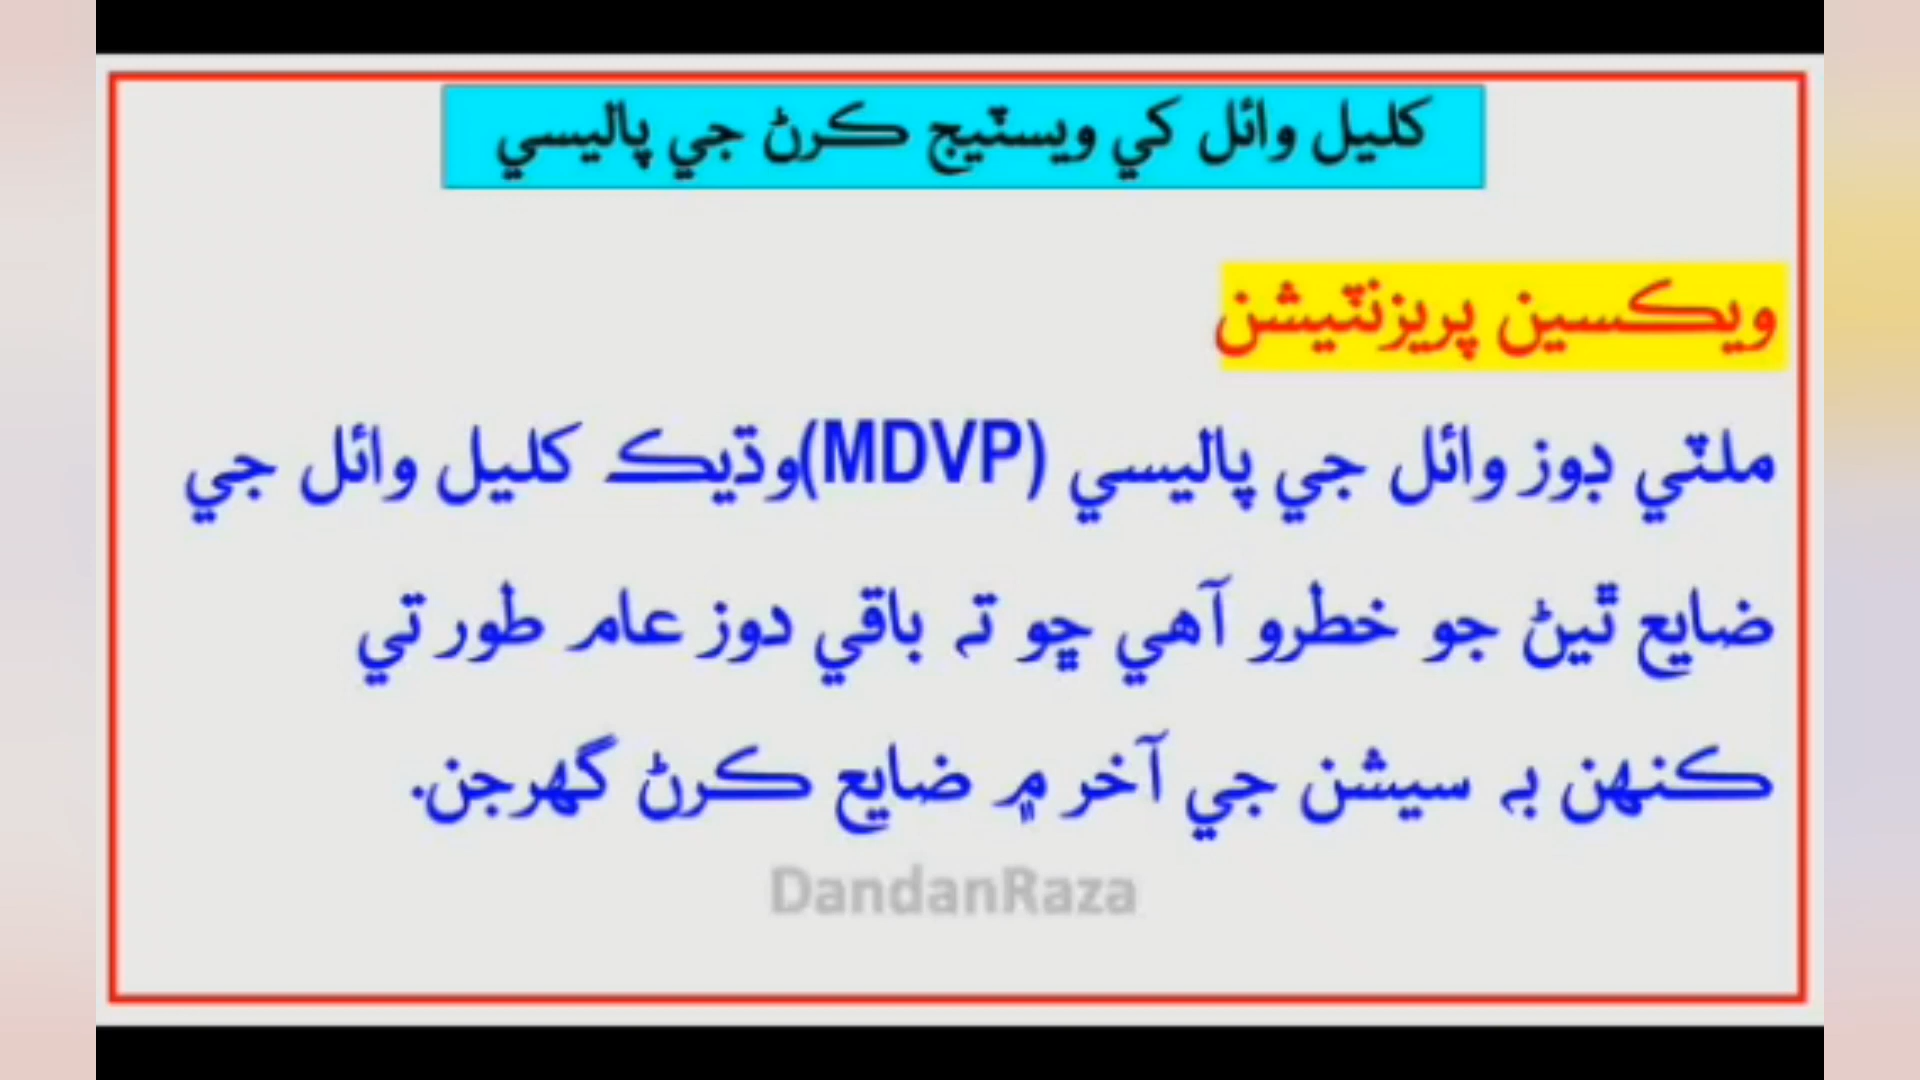 کليل وائل کي ويسٽيج ڪرڻ جي پاليسي
ويڪسين پريزنٽيشن
ملٽي ڊوز وائل جي پاليسي (MDVP)وڌيڪ کليل وائل جي
ضايع ٿيڻ جو خطرو آهي ڇو ته باقي دوز عام طور تي
ڪنهن به سيشن جي آخر ۾ ضايع ڪرڻ گهرجن.
DandanRaza